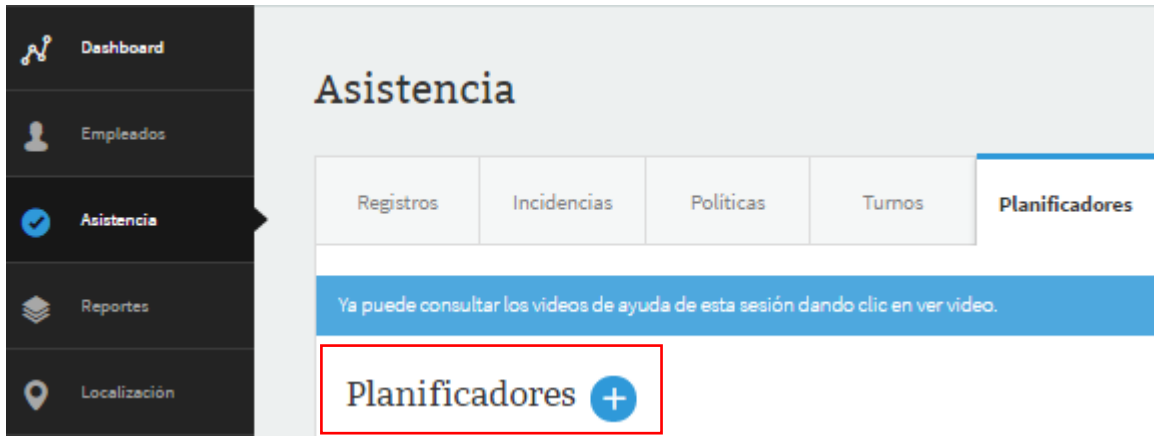 Dashboard
Empleados
Asistencia
Reportes
Localización
Asistencia
Registros
Incidencias
Políticas
Turnos
Planificadores
Ya puede consultar los videos de ayuda de esta sesión dando clic en ver video.
Planificadores